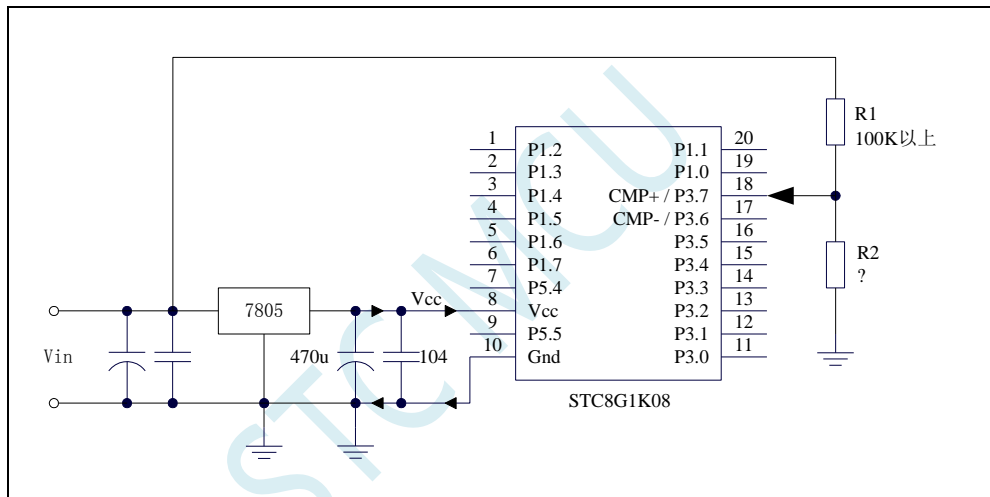 R1
100K以上
1
P1.2
P1.1
20
2
P1.3
P1.0
19
3
P1.4
CMP+ / P3.7
18
4
P1.5
CMP- / P3.6
17
5
P1.6
P3.5
16
6
P1.7
P3.4
15
7
P5.4
P3.3
14
8
Vcc
P3.2
13
9
P5.5
P3.1
12
10
Gnd
P3.0
11
R2
?
7805
Vcc
Vin
470u
104
STC8G1K08
STC MCU